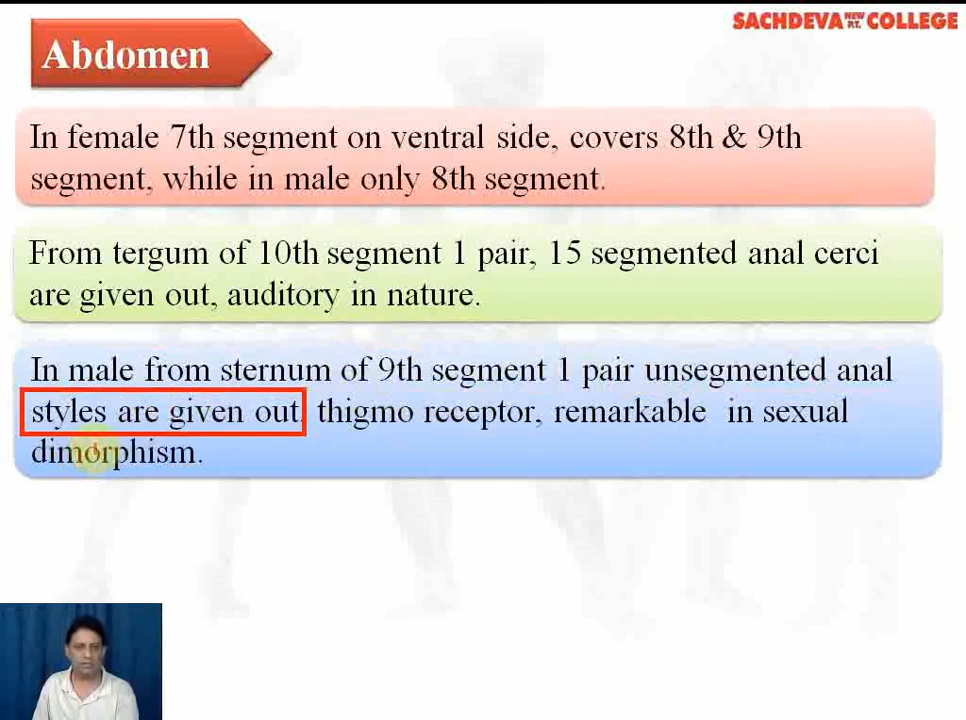 SACHDEVA NEW P.T. COLLEGE
Abdomen
In female 7th segment on ventral side, covers 8th & 9th
segment, while in male only 8th segment.
From tergum of 10th segment 1 pair, 15 segmented anal cerci
are given out, auditory in nature.
In male from sternum of 9th segment 1 pair unsegmented anal
styles are given out, thigmo receptor, remarkable in sexual
dimorphism.